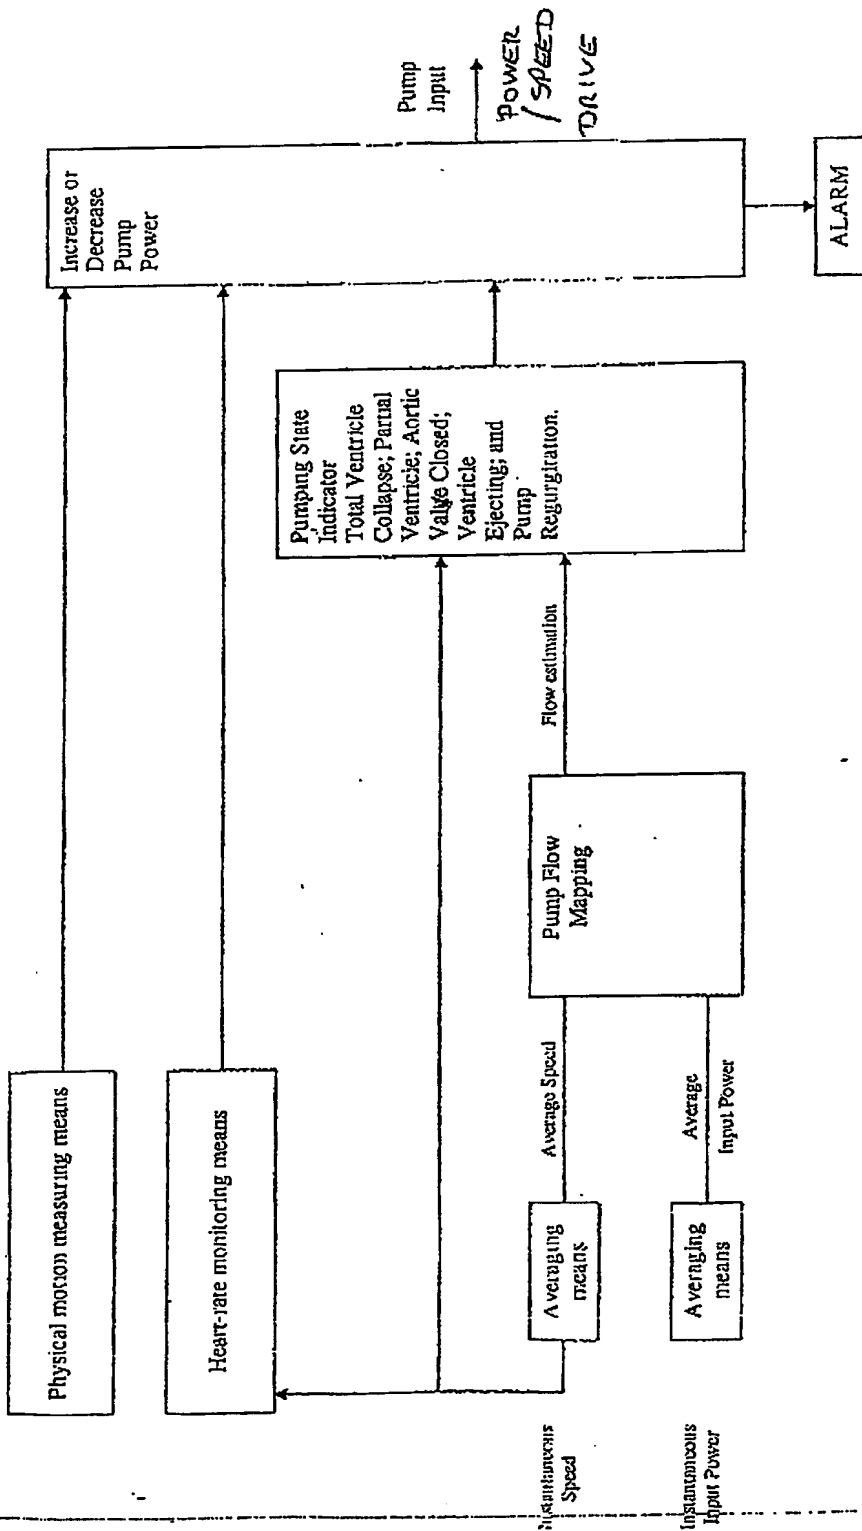 Physical motion measuring means
Heart-rate monitoring means
Instantaneous
Speed
Instantaneous
Input Power
Averaging
means
Averaging
means
Average Speed
Average
Input Power
Pump Flow
Mapping
Flow estimation
Pumping State
Indicator
Total Ventricle
Collapse; Partial
Ventricle; Aortic
Valve Closed;
Ventricle
Ejecting; and
Pump
Regurgiration.
Increase or
Decrease
Pump
Power
Pump
Input
POWER
/ SPEED
DRIVE
ALARM